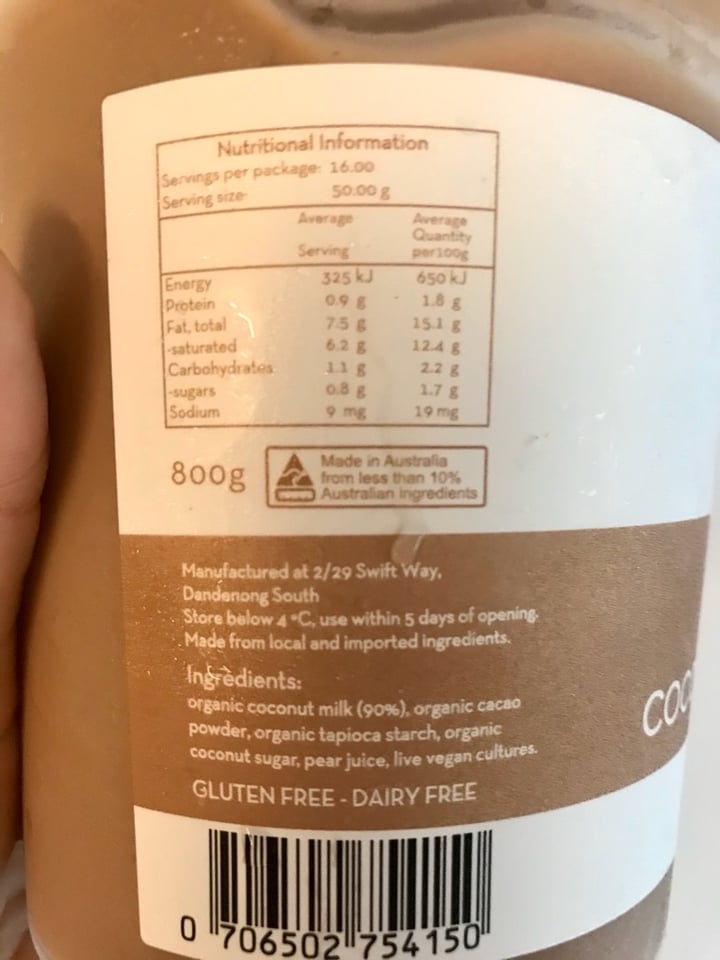 Nutritional Information
Servings per package: 16.00
Serving size 50.00 g
Average Serving
Average Quantity per100g
Energy 325 kJ 650 kJ
Protein 0.9 g 1.8 g
Fat, total 7.5 g 15.1 g
-saturated 6.2 g 12.4 g
Carbohydrates 1.1 g 2.2 g
-sugars 0.8 g 1.7 g
Sodium 9 mg 19 mg
800g
Made in Australia
from less than 10%
Australian ingredients
Manufactured at 2/29 Swift Way,
Dandenong South
Store below 4 °C, use within 5 days of opening.
Made from local and imported ingredients.
Ingredients:
organic coconut milk (90%), organic cacao
powder, organic tapioca starch, organic
coconut sugar, pear juice, live vegan cultures.
GLUTEN FREE - DAIRY FREE
0 706502 754150